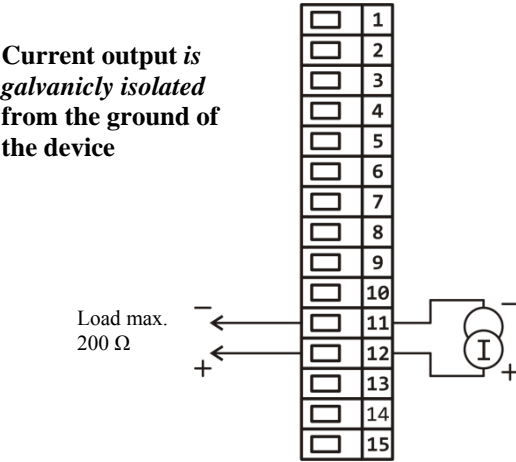 Current output is
galvanicly isolated
from the ground of
the device
1
2
3
4
5
6
7
8
9
10
11
12
13
14
15
Load max.
200 Ω
−
+
−
I
+